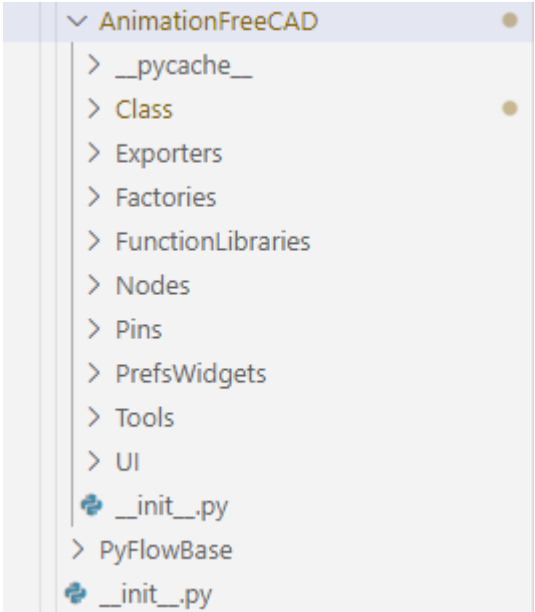 AnimationFreeCAD
__pycache__
Class
Exporters
Factories
FunctionLibraries
Nodes
Pins
PrefsWidgets
Tools
UI
__init__.py
PyFlowBase
__init__.py